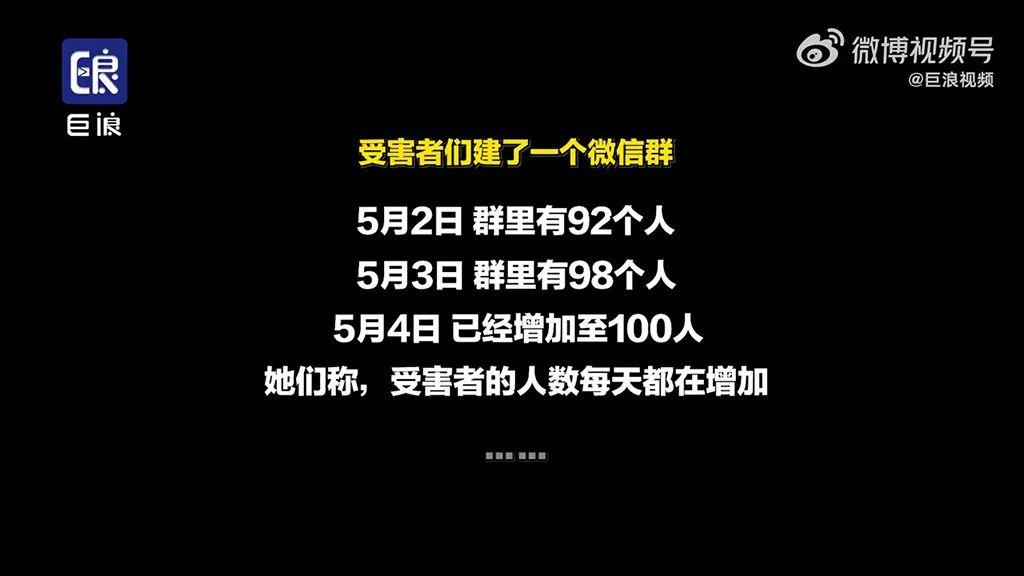 巨浪
巨浪
微博视频号
@巨浪视频
受害者们建了一个微信群
5月2日 群里有92个人
5月3日 群里有98个人
5月4日 已经增加至100人
她们称，受害者的人数每天都在增加
……